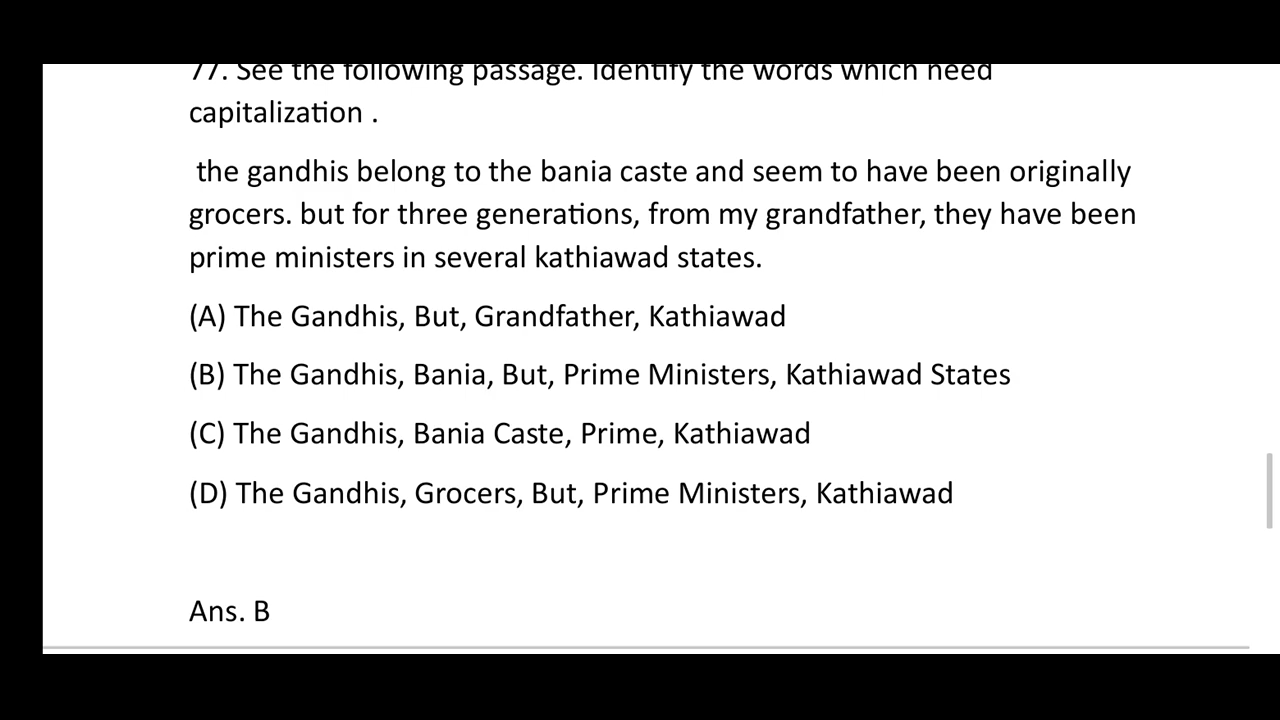 77. See the following passage. Identify the words which need
capitalization .
the gandhis belong to the bania caste and seem to have been originally
grocers. but for three generations, from my grandfather, they have been
prime ministers in several kathiawad states.
(A) The Gandhis, But, Grandfather, Kathiawad
(B) The Gandhis, Bania, But, Prime Ministers, Kathiawad States
(C) The Gandhis, Bania Caste, Prime, Kathiawad
(D) The Gandhis, Grocers, But, Prime Ministers, Kathiawad
Ans. B